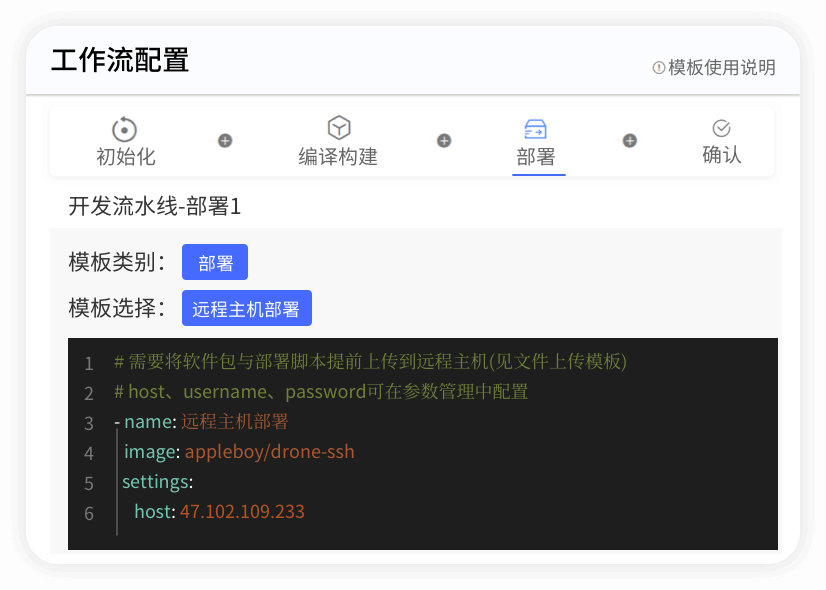 工作流配置
模板使用说明
初始化
编译构建
部署
确认
开发流水线-部署1
模板类别： 部署
模板选择： 远程主机部署
1 # 需要将软件包与部署脚本提前上传到远程主机(见文件上传模板)
2 # host、username、password可在参数管理中配置
3 - name: 远程主机部署
4 image: appleboy/drone-ssh
5 settings:
6 host: 47.102.109.233